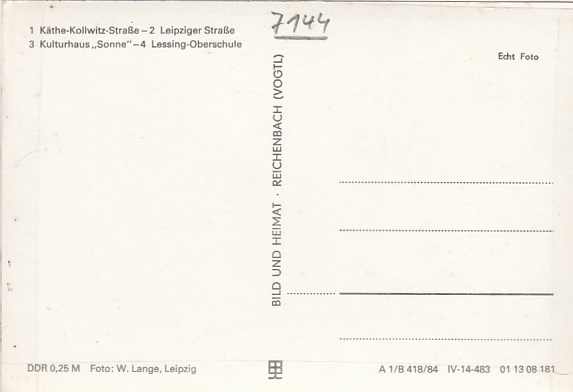 7144
1 Käthe-Kollwitz-Straße – 2 Leipziger Straße
3 Kulturhaus „Sonne" – 4 Lessing-Oberschule
Echt Foto
BILD UND HEIMAT · REICHENBACH (VOGTL)
DDR 0,25 M Foto: W. Lange, Leipzig
A 1/B 418/84 IV-14-483 01 13 08 181